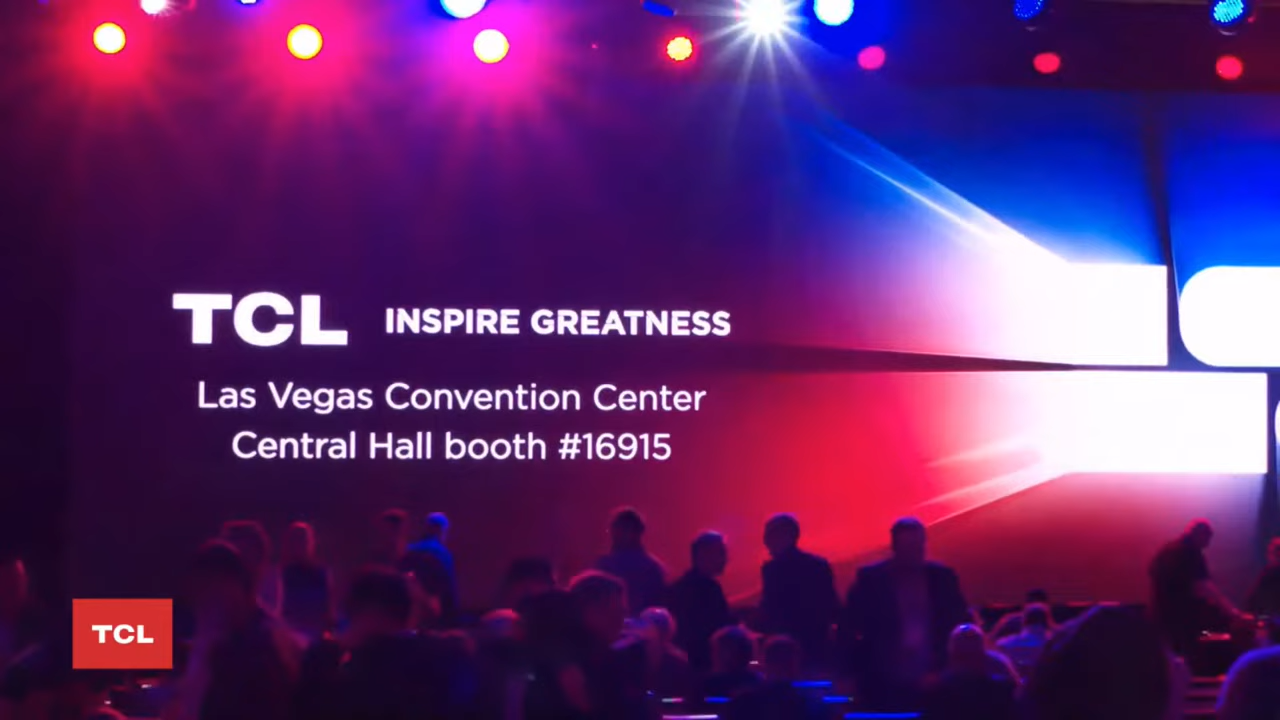 TCL INSPIRE GREATNESS
Las Vegas Convention Center
Central Hall booth #16915
TCL